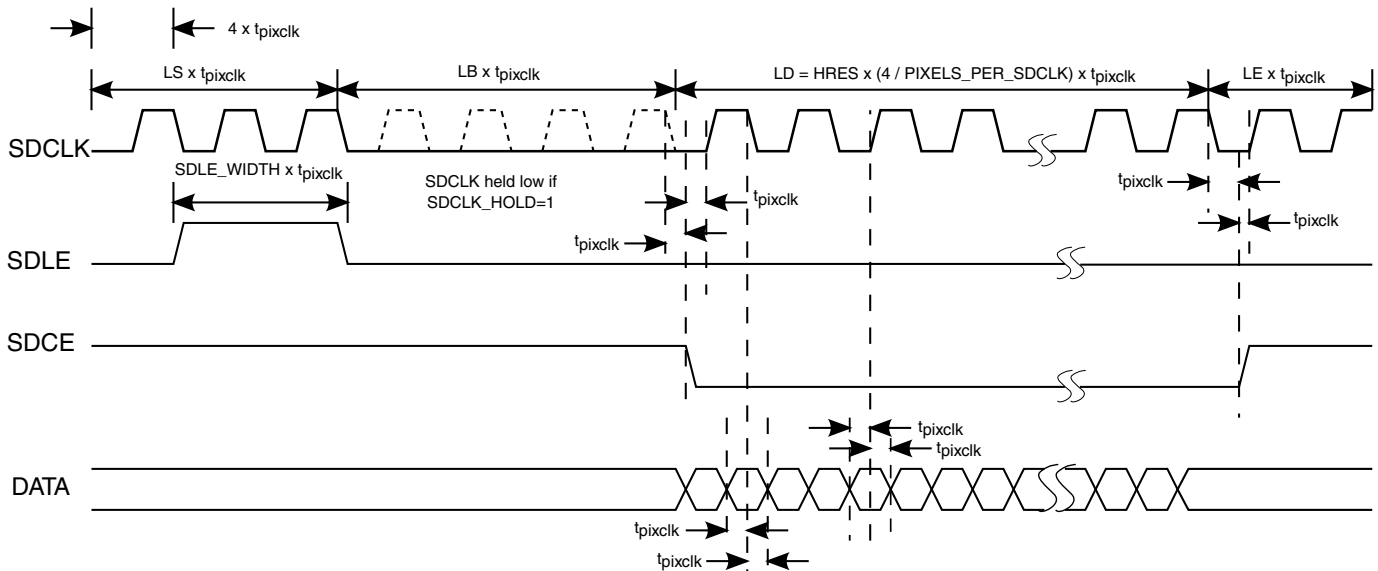 4 x tpixclk
LS x tpixclk
LB x tpixclk
LD = HRES x (4 / PIXELS_PER_SDCLK) x tpixclk
LE x tpixclk
SDCLK
SDLE_WIDTH x tpixclk
SDCLK held low if
SDCLK_HOLD=1
tpixclk
tpixclk
tpixclk
tpixclk
SDLE
SDCE
tpixclk
tpixclk
DATA
tpixclk
tpixclk